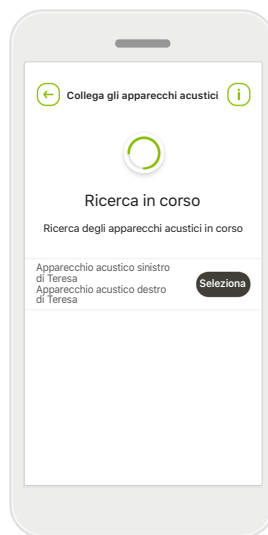 Collega gli apparecchi acustici
i
Ricerca in corso
Ricerca degli apparecchi acustici in corso
Apparecchio acustico sinistro
di Teresa
Apparecchio acustico destro
di Teresa
Seleziona